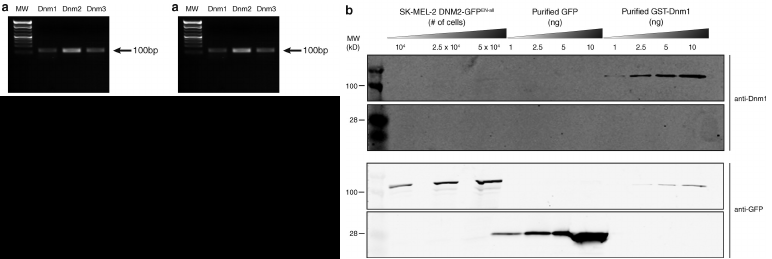 a
MW Dnm1 Dnm2 Dnm3
100bp
a
MW Dnm1 Dnm2 Dnm3
100bp
b
SK-MEL-2 DNM2-GFP
(# of cells)
Purified GFP
(ng)
Purified GST-Dnm1
(ng)
MW
(kD)
10⁴ 2.5 x 10⁴ 5 x 10⁴ 1 2.5 5 10 1 2.5 5 10
100
28
anti-Dnm1
100
28
anti-GFP